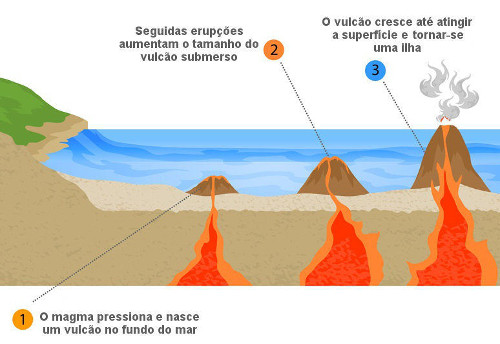 Seguidas erupções
aumentam o tamanho do
vulcão submerso
2
O vulcão cresce até atingir
a superfície e tornar-se
uma ilha
3
1
O magma pressiona e nasce
um vulcão no fundo do mar